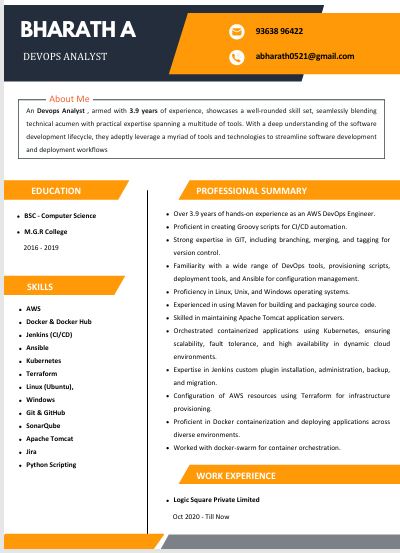 BHARATH A
DEVOPS ANALYST
93638 96422
abharath0521@gmail.com
About Me
An Devops Analyst , armed with 3.9 years of experience, showcases a well-rounded skill set, seamlessly blending
technical acumen with practical expertise spanning a multitude of tools. With a deep understanding of the software
development lifecycle, they adeptly leverage a myriad of tools and technologies to streamline software development
and deployment workflows
EDUCATION
• BSC - Computer Science
• M.G.R College
2016 - 2019
SKILLS
• AWS
• Docker & Docker Hub
• Jenkins (CI/CD)
• Ansible
• Kubernetes
• Terraform
• Linux (Ubuntu),
• Windows
• Git & GitHub
• SonarQube
• Apache Tomcat
• Jira
• Python Scripting
PROFESSIONAL SUMMARY
• Over 3.9 years of hands-on experience as an AWS DevOps Engineer.
• Proficient in creating Groovy scripts for CI/CD automation.
• Strong expertise in GIT, including branching, merging, and tagging for
version control.
• Familiarity with a wide range of DevOps tools, provisioning scripts,
deployment tools, and Ansible for configuration management.
• Proficiency in Linux, Unix, and Windows operating systems.
• Experienced in using Maven for building and packaging source code.
• Skilled in maintaining Apache Tomcat application servers.
• Orchestrated containerized applications using Kubernetes, ensuring
scalability, fault tolerance, and high availability in dynamic cloud
environments.
• Expertise in Jenkins custom plugin installation, administration, backup,
and migration.
• Configuration of AWS resources using Terraform for infrastructure
provisioning.
• Proficient in Docker containerization and deploying applications across
diverse environments.
• Worked with docker-swarm for container orchestration.
WORK EXPERIENCE
• Logic Square Private Limited
Oct 2020 - Till Now